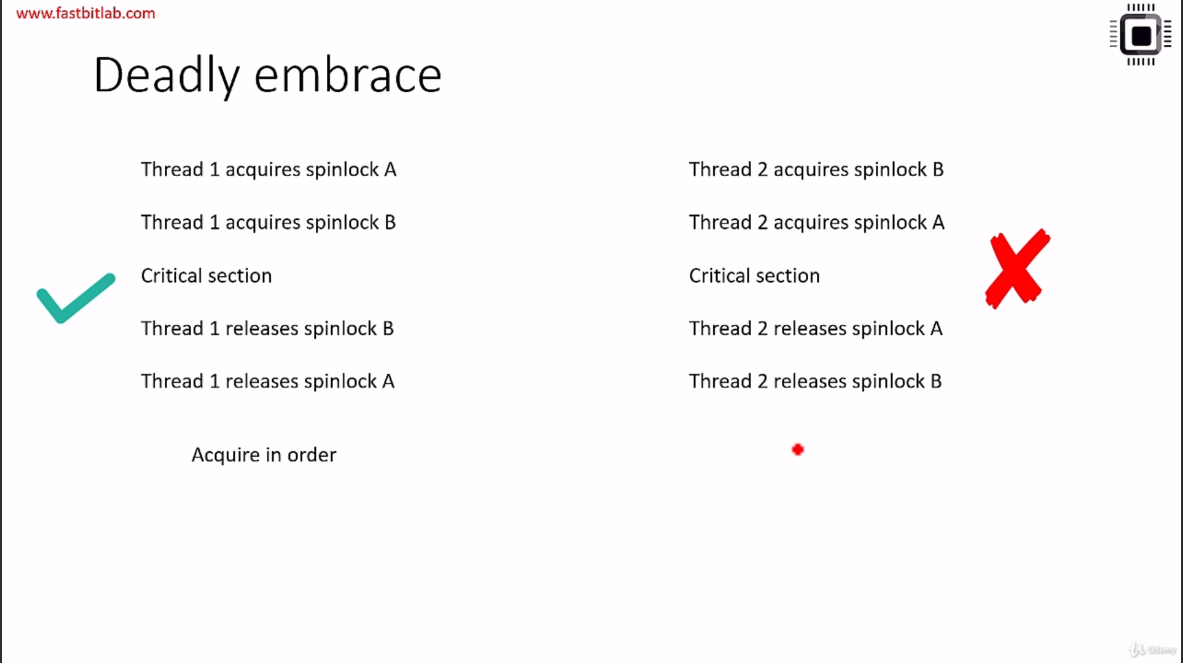 www.fastbitlab.com
Deadly embrace
Thread 1 acquires spinlock A
Thread 1 acquires spinlock B
Critical section
Thread 1 releases spinlock B
Thread 1 releases spinlock A
Acquire in order
Thread 2 acquires spinlock B
Thread 2 acquires spinlock A
Critical section
Thread 2 releases spinlock A
Thread 2 releases spinlock B
Udemy